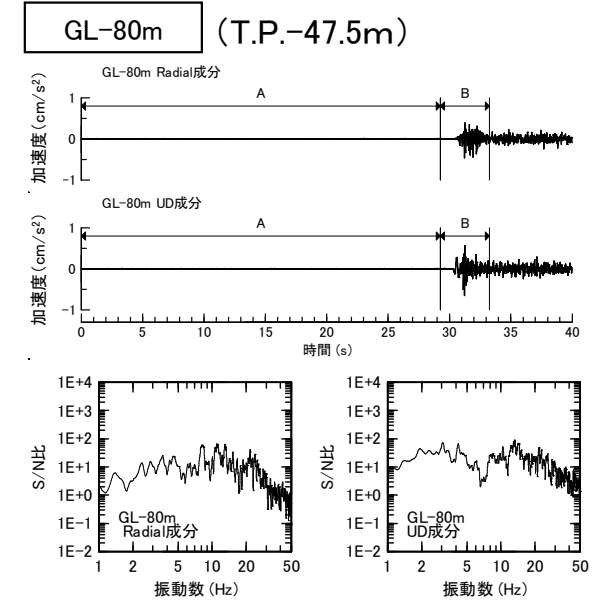 GL-80m (T.P.-47.5m)
GL-80m Radial成分
加速度(cm/s²)
1
0
-1
A
B
GL-80m UD成分
加速度(cm/s²)
1
0
-1
A
B
0 5 10 15 20 25 30 35 40
時間(s)
S/N比
1E+4
1E+3
1E+2
1E+1
1E+0
1E-1
1E-2
GL-80m
Radial成分
1 2 5 10 20 50
振動数(Hz)
S/N比
1E+4
1E+3
1E+2
1E+1
1E+0
1E-1
1E-2
GL-80m
UD成分
1 2 5 10 20 50
振動数(Hz)